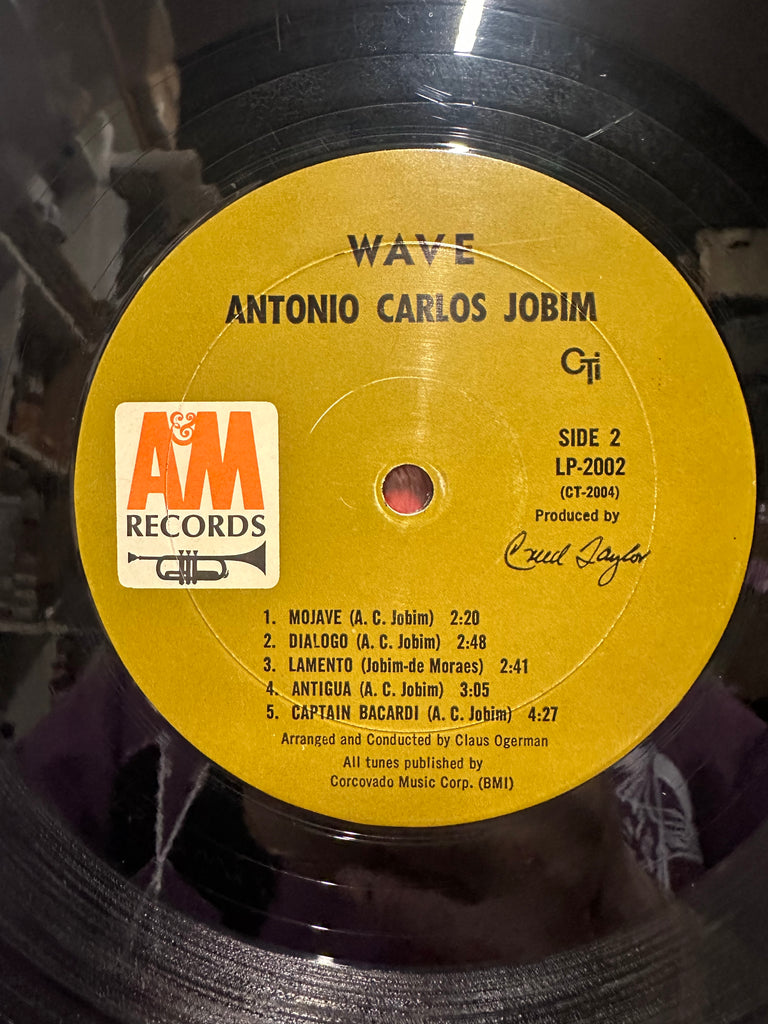 WAVE
ANTONIO CARLOS JOBIM
CTi
A&M
RECORDS
SIDE 2
LP-2002
(CT-2004)
Produced by
Creed Taylor
1. MOJAVE (A. C. Jobim) 2:20
2. DIALOGO (A. C. Jobim) 2:48
3. LAMENTO (Jobim-de Moraes) 2:41
4. ANTIGUA (A. C. Jobim) 3:05
5. CAPTAIN BACARDI (A. C. Jobim) 4:27
Arranged and Conducted by Claus Ogerman
All tunes published by
Corcovado Music Corp. (BMI)